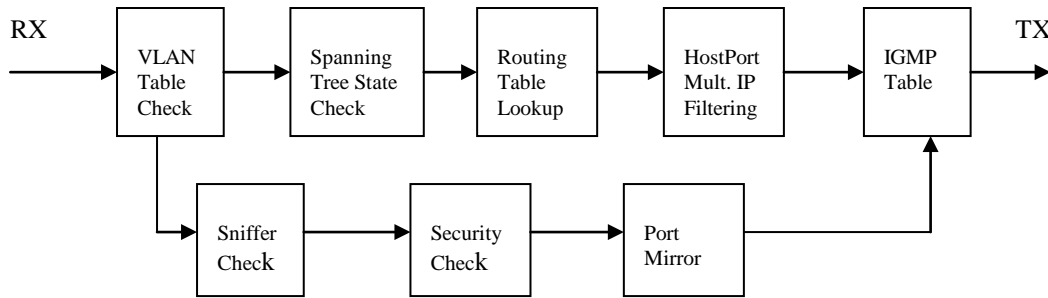 RX
TX
VLAN
Table
Check
Spanning
Tree State
Check
Routing
Table
Lookup
HostPort
Mult. IP
Filtering
IGMP
Table
Sniffer
Check
Security
Check
Port
Mirror